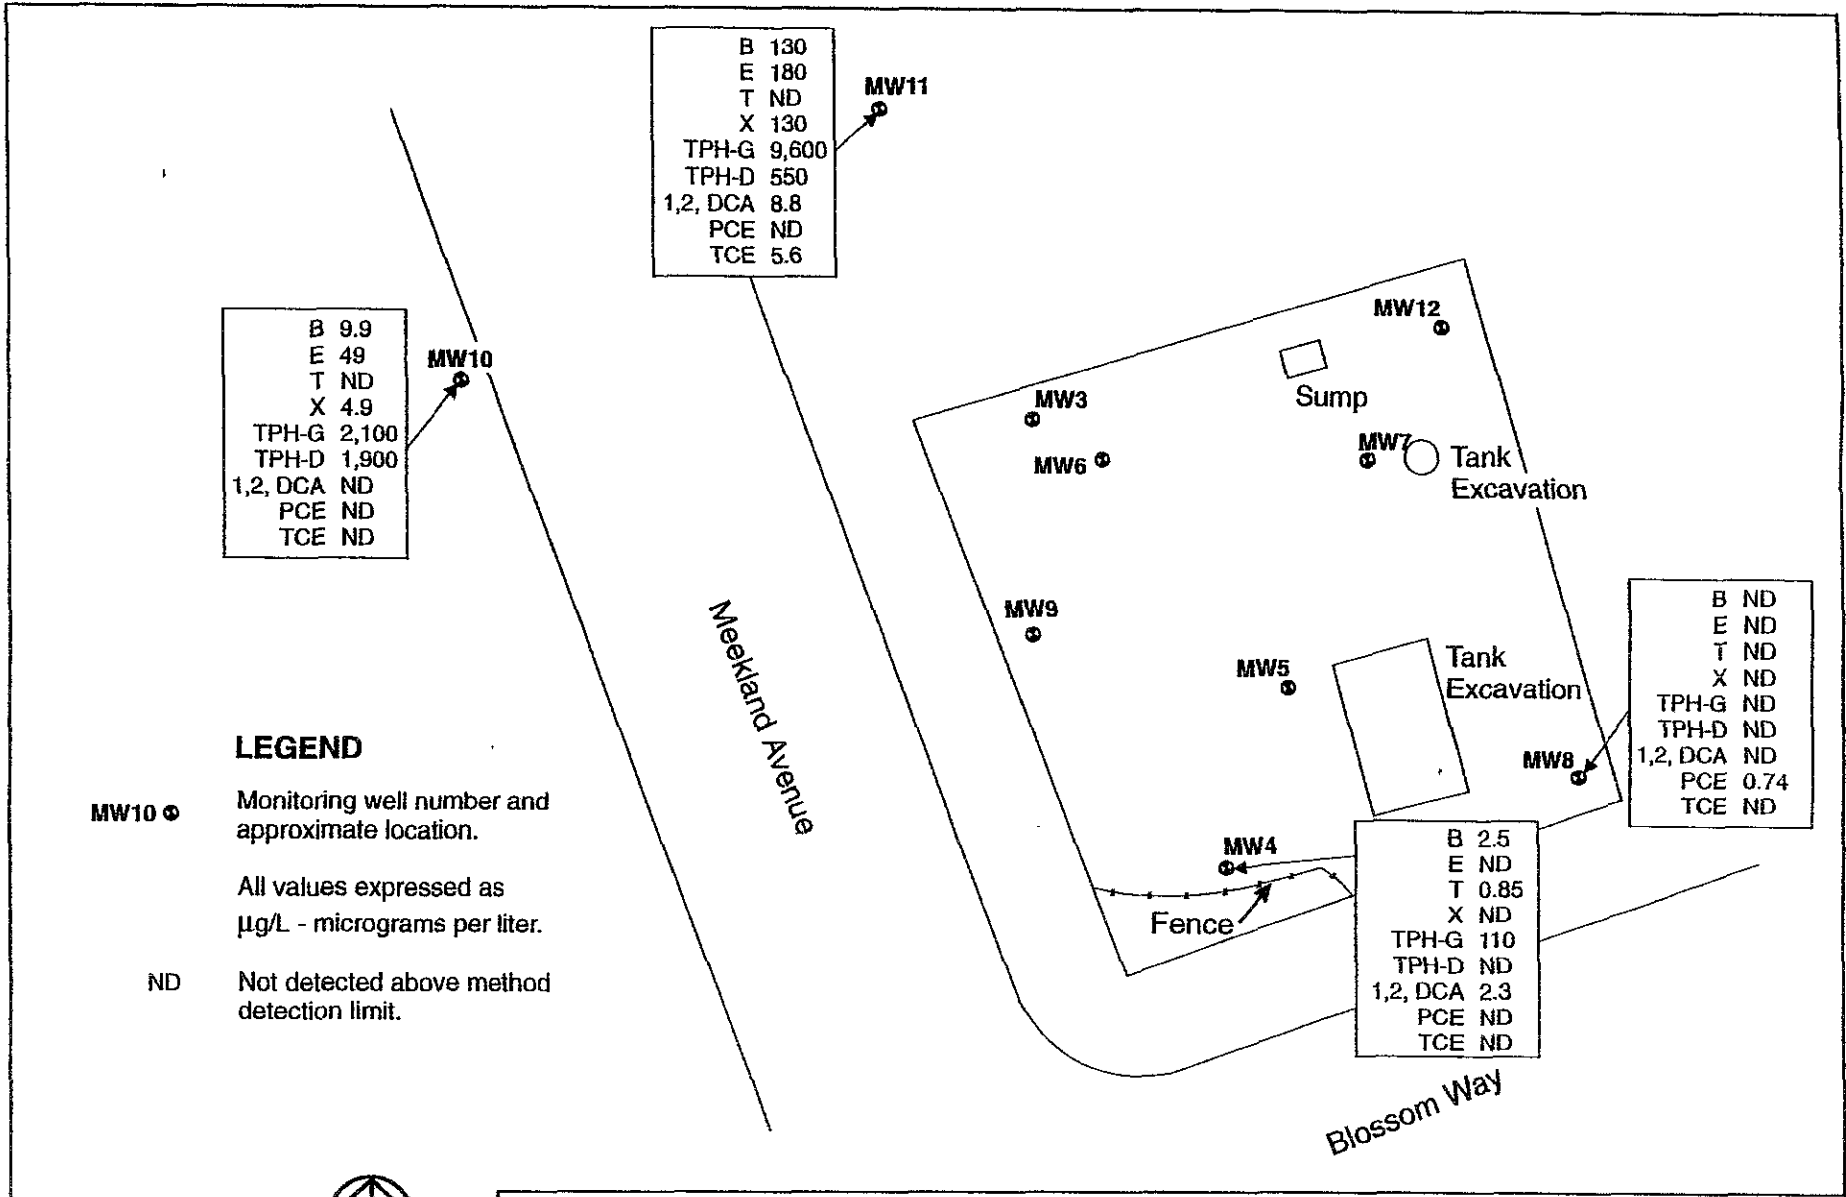 B 130
E 180
T ND
X 130
TPH-G 9,600
TPH-D 550
1,2, DCA 8.8
PCE ND
TCE 5.6
MW11
B 9.9
E 49
T ND
X 4.9
TPH-G 2,100
TPH-D 1,900
1,2, DCA ND
PCE ND
TCE ND
MW10
MW12
Sump
MW3
MW6
MW7
Tank
Excavation
MW9
Meekland Avenue
MW5
Tank
Excavation
B ND
E ND
T ND
X ND
TPH-G ND
TPH-D ND
1,2, DCA ND
PCE 0.74
TCE ND
MW8
MW4
Fence
B 2.5
E ND
T 0.85
X ND
TPH-G 110
TPH-D ND
1,2, DCA 2.3
PCE ND
TCE ND
Blossom Way
LEGEND
MW10 Monitoring well number and
approximate location.
All values expressed as
µg/L - micrograms per liter.
ND Not detected above method
detection limit.